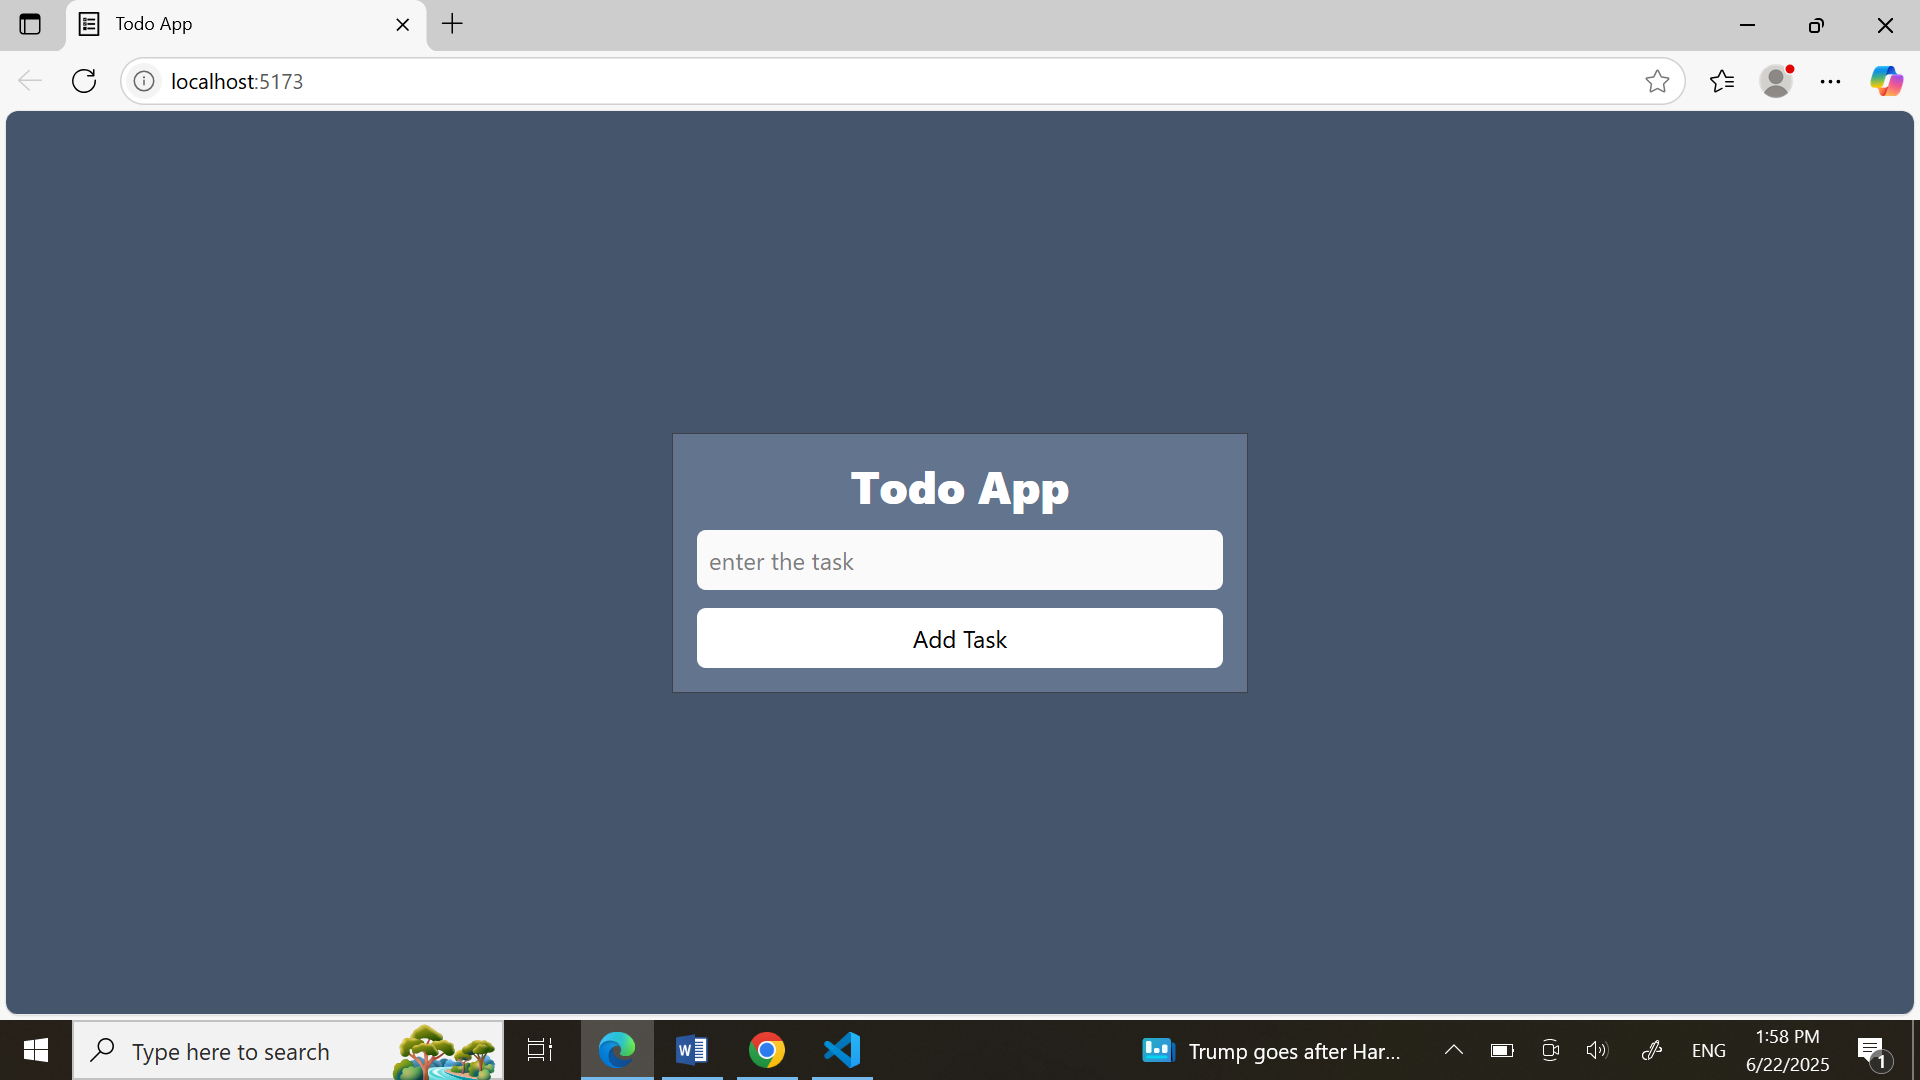 Todo App
localhost:5173
Todo App
enter the task
Add Task
Type here to search
W
Trump goes after Har...
ENG
1:58 PM
6/22/2025
1